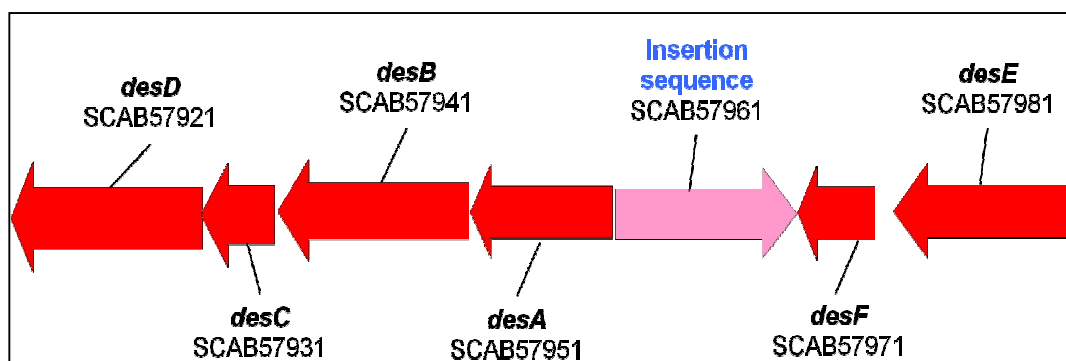 desD
SCAB57921
desB
SCAB57941
Insertion
sequence
SCAB57961
desE
SCAB57981
desC
SCAB57931
desA
SCAB57951
desF
SCAB57971